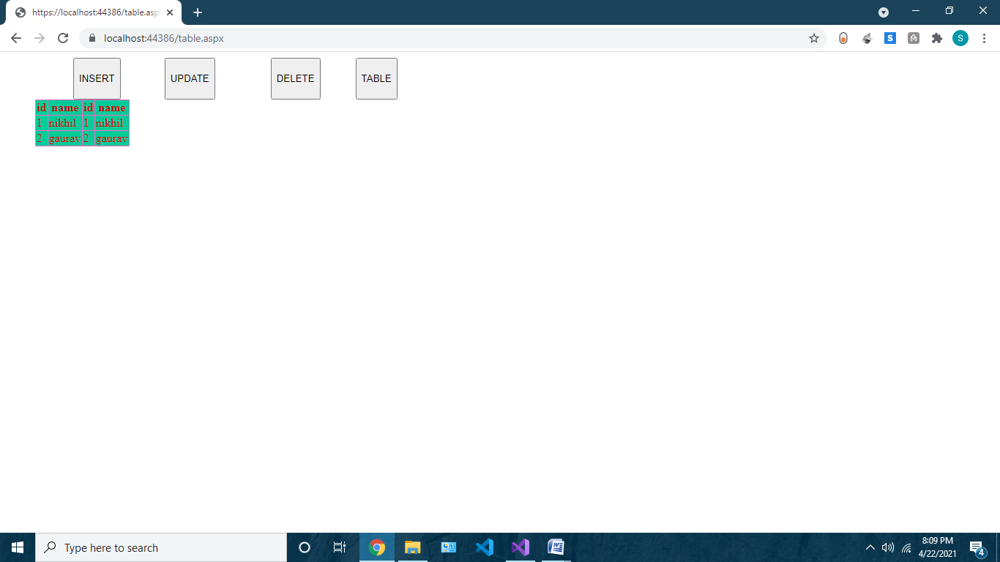 https://localhost:44386/table.asp
localhost:44386/table.aspx
S
S
INSERT UPDATE DELETE TABLE
id name id name
1 nikhil 1 nikhil
2 gaurav 2 gaurav
Type here to search
8:09 PM
4/22/2021
4